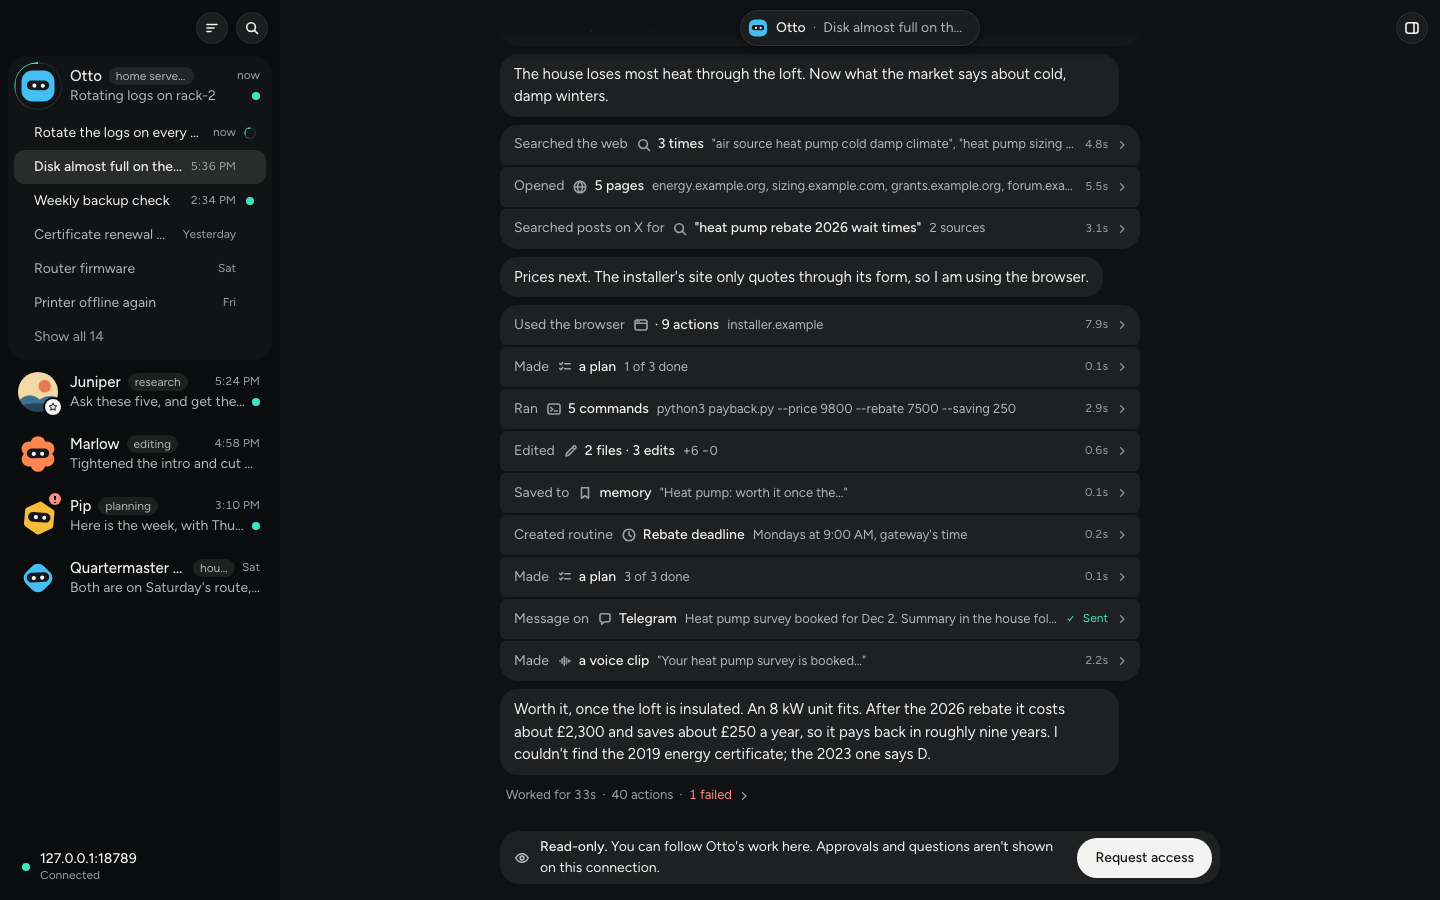 Otto home serve... now
Rotating logs on rack-2
Rotate the logs on every ... now
Disk almost full on the... 5:36 PM
Weekly backup check 2:34 PM
Certificate renewal ... Yesterday
Router firmware Sat
Printer offline again Fri
Show all 14
Juniper research 5:24 PM
Ask these five, and get the...
Marlow editing 4:58 PM
Tightened the intro and cut ...
Pip planning 3:10 PM
Here is the week, with Thu...
Quartermaster ... hou... Sat
Both are on Saturday's route,...
127.0.0.1:18789
Connected
Otto · Disk almost full on th...
The house loses most heat through the loft. Now what the market says about cold,
damp winters.
Searched the web 3 times "air source heat pump cold damp climate", "heat pump sizing ... 4.8s
Opened 5 pages energy.example.org, sizing.example.com, grants.example.org, forum.exa... 5.5s
Searched posts on X for "heat pump rebate 2026 wait times" 2 sources 3.1s
Prices next. The installer's site only quotes through its form, so I am using the browser.
Used the browser · 9 actions installer.example 7.9s
Made a plan 1 of 3 done 0.1s
Ran 5 commands python3 payback.py --price 9800 --rebate 7500 --saving 250 2.9s
Edited 2 files · 3 edits +6 −0 0.6s
Saved to memory "Heat pump: worth it once the..." 0.1s
Created routine Rebate deadline Mondays at 9:00 AM, gateway's time 0.2s
Made a plan 3 of 3 done 0.1s
Message on Telegram Heat pump survey booked for Dec 2. Summary in the house fol... ✓ Sent
Made a voice clip "Your heat pump survey is booked..." 2.2s
Worth it, once the loft is insulated. An 8 kW unit fits. After the 2026 rebate it costs
about £2,300 and saves about £250 a year, so it pays back in roughly nine years. I
couldn't find the 2019 energy certificate; the 2023 one says D.
Worked for 33s · 40 actions · 1 failed
Read-only. You can follow Otto's work here. Approvals and questions aren't shown
on this connection.
Request access